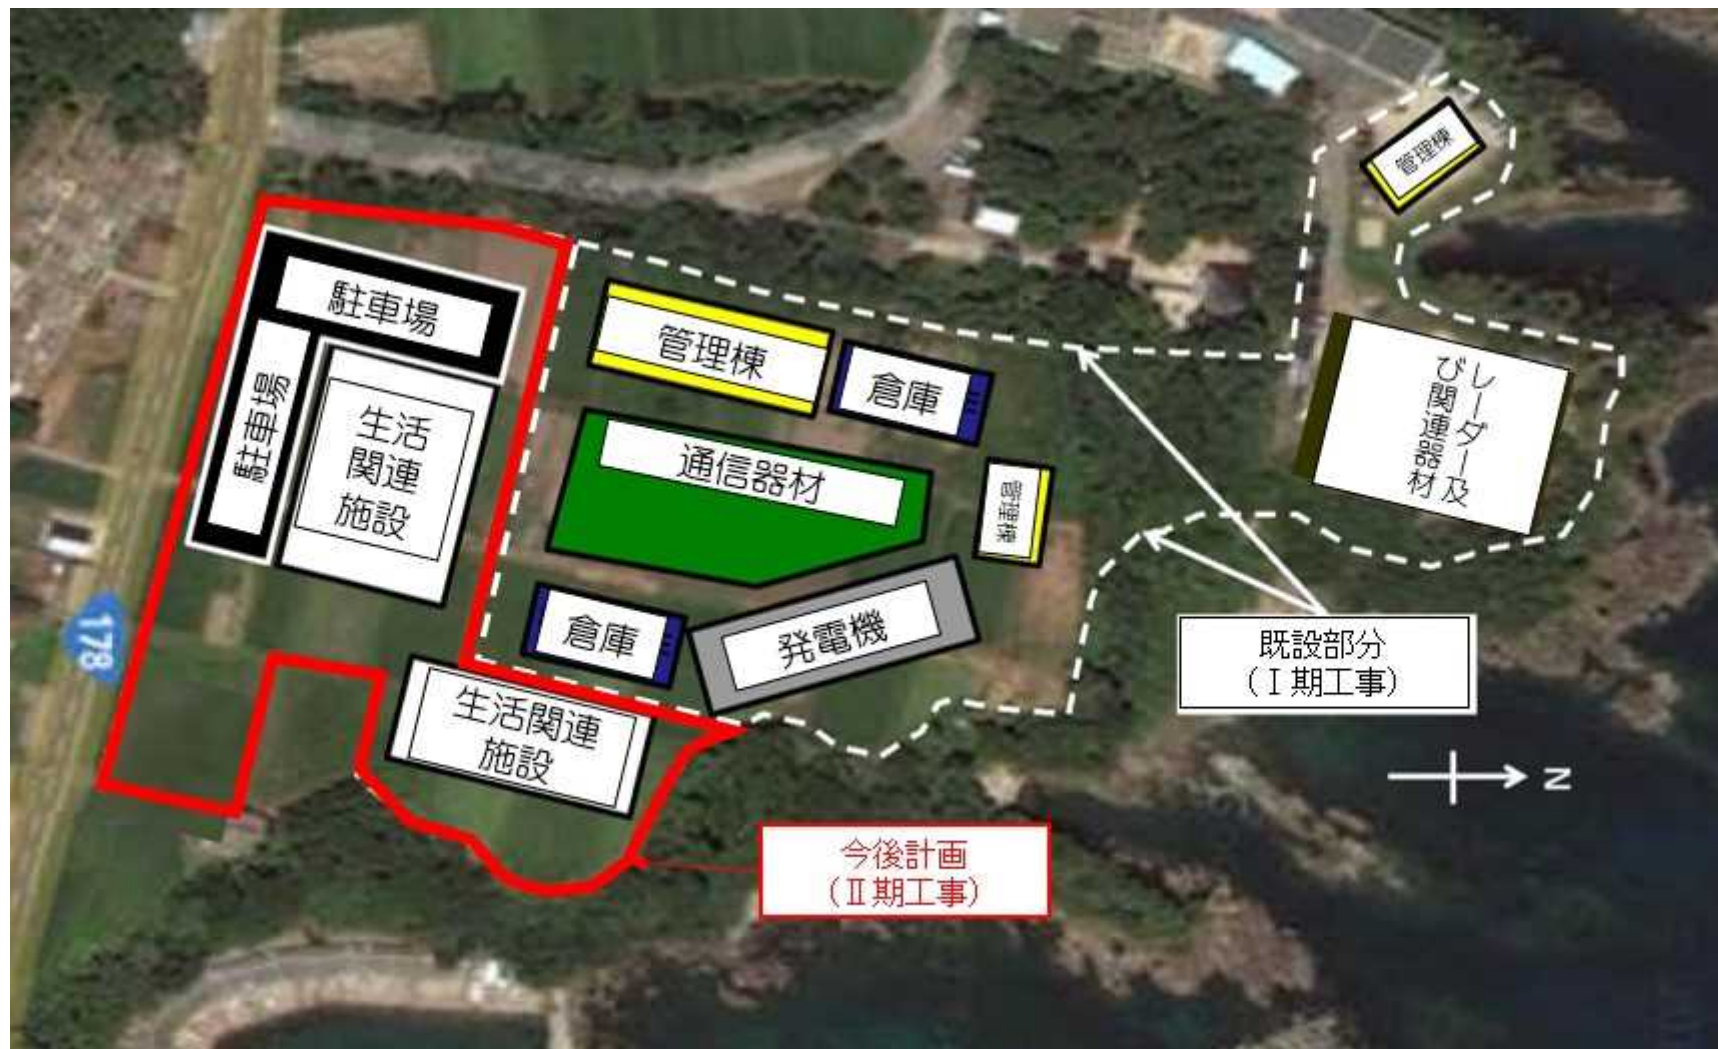 管理棟
駐車場
駐車場
生活
関連
施設
管理棟
倉庫
レーダー及
び関連器材
通信器材
管理棟
倉庫
発電機
178
生活関連
施設
既設部分
(Ⅰ期工事)
N
今後計画
(Ⅱ期工事)